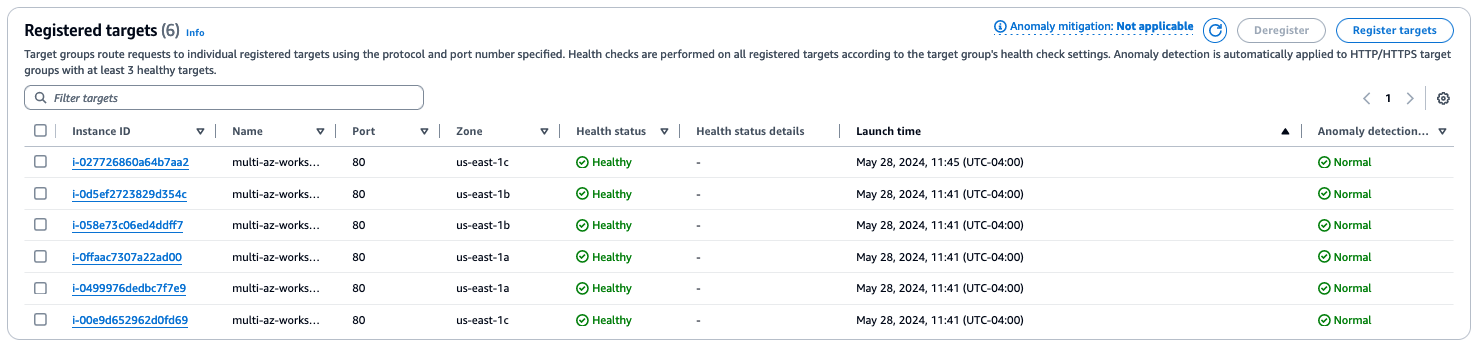 Registered targets (6) Info
Anomaly mitigation: Not applicable
Deregister
Register targets
Target groups route requests to individual registered targets using the protocol and port number specified. Health checks are performed on all registered targets according to the target group's health check settings. Anomaly detection is automatically applied to HTTP/HTTPS target
groups with at least 3 healthy targets.
Filter targets
1
Instance ID Name Port Zone Health status Health status details Launch time Anomaly detection...
i-027726860a64b7aa2 multi-az-works... 80 us-east-1c Healthy - May 28, 2024, 11:45 (UTC-04:00) Normal
i-0d5ef2723829d354c multi-az-works... 80 us-east-1b Healthy - May 28, 2024, 11:41 (UTC-04:00) Normal
i-058e73c06ed4ddff7 multi-az-works... 80 us-east-1b Healthy - May 28, 2024, 11:41 (UTC-04:00) Normal
i-0ffaac7307a22ad00 multi-az-works... 80 us-east-1a Healthy - May 28, 2024, 11:41 (UTC-04:00) Normal
i-0499976dedbc7f7e9 multi-az-works... 80 us-east-1a Healthy - May 28, 2024, 11:41 (UTC-04:00) Normal
i-00e9d652962d0fd69 multi-az-works... 80 us-east-1c Healthy - May 28, 2024, 11:41 (UTC-04:00) Normal